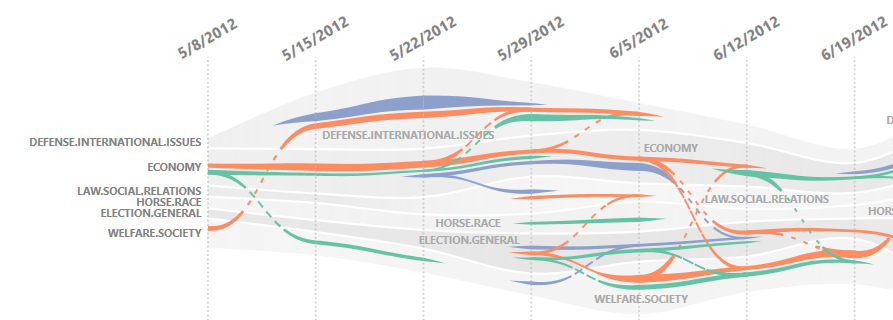 5/8/2012
5/15/2012
5/22/2012
5/29/2012
6/5/2012
6/12/2012
6/19/2012
DEFENSE.INTERNATIONAL.ISSUES
ECONOMY
LAW.SOCIAL.RELATIONS
HORSE.RACE
ELECTION.GENERAL
WELFARE.SOCIETY
DEFENSE.INTERNATIONAL.ISSUES
ECONOMY
LAW.SOCIAL.RELATIONS
HORSE.RACE
ELECTION.GENERAL
WELFARE.SOCIETY
D
HORS